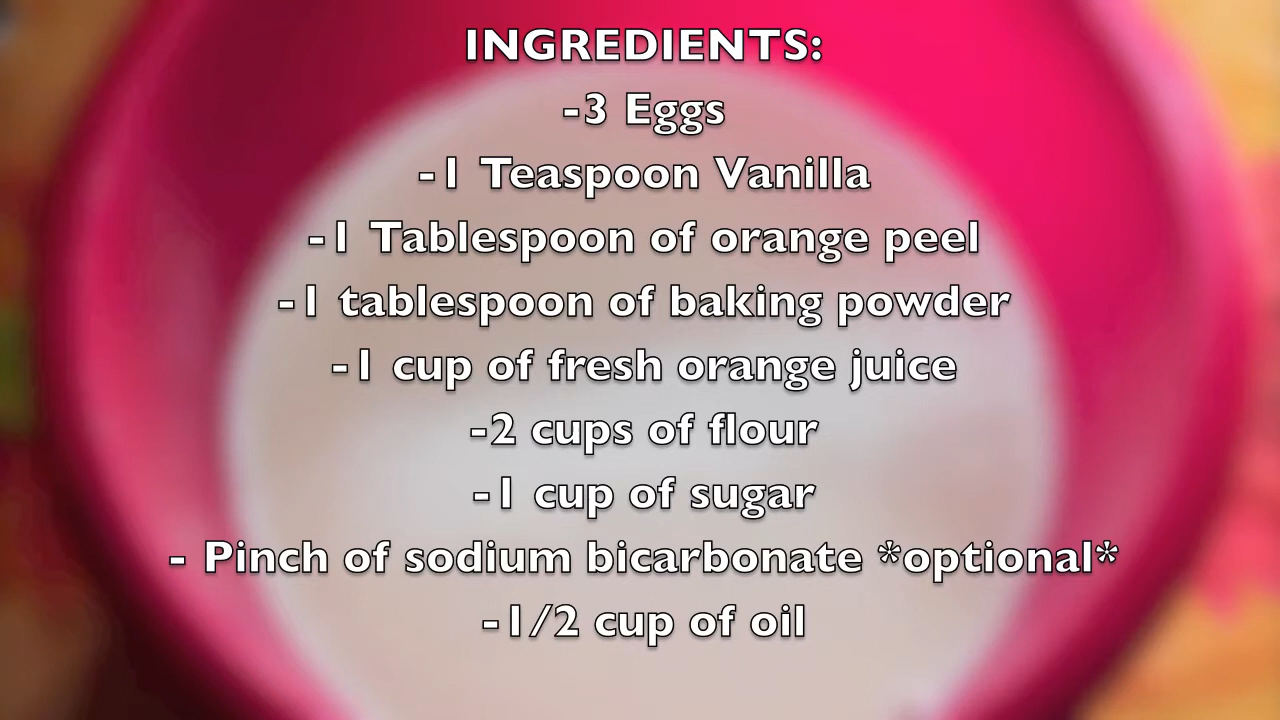 INGREDIENTS:
-3 Eggs
-1 Teaspoon Vanilla
-1 Tablespoon of orange peel
-1 tablespoon of baking powder
-1 cup of fresh orange juice
-2 cups of flour
-1 cup of sugar
- Pinch of sodium bicarbonate *optional*
-1/2 cup of oil